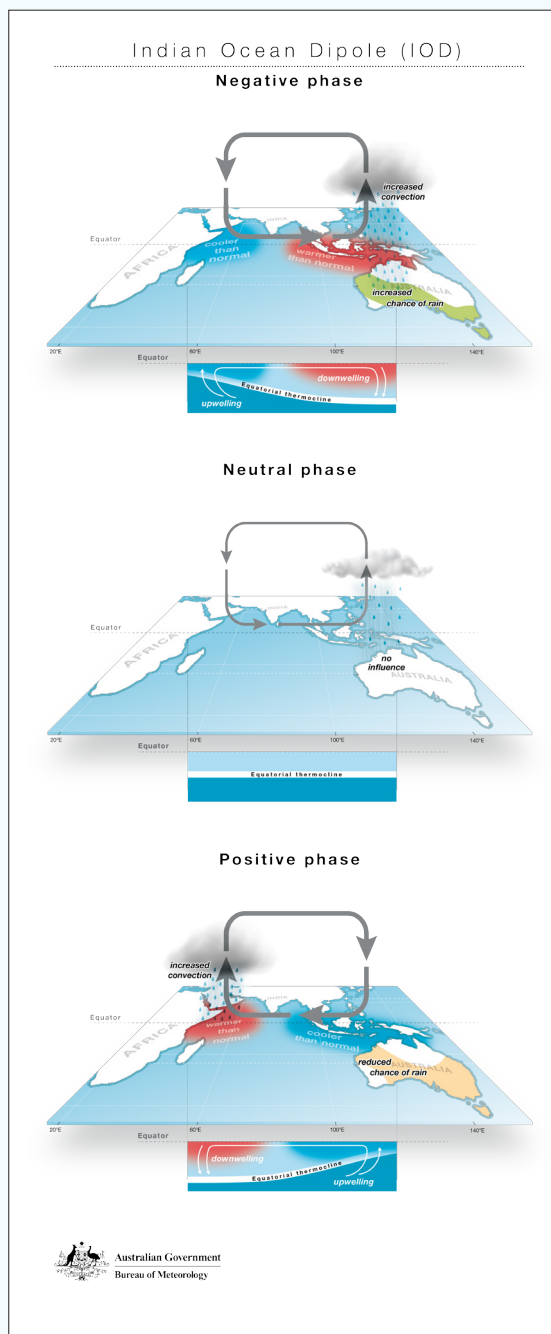 Indian Ocean Dipole (IOD)
Negative phase
increased
convection
INDIA
Equator
AFRICA
cooler
than
normal
warmer
than normal
AUSTRALIA
increased
chance of rain
20°E
60°E
100°E
140°E
Equator
downwelling
Equatorial thermocline
upwelling
Neutral phase
INDIA
Equator
AFRICA
no
influence
AUSTRALIA
20°E
60°E
100°E
140°E
Equator
Equatorial thermocline
Positive phase
increased
convection
INDIA
Equator
AFRICA
warmer
than
normal
cooler
than normal
AUSTRALIA
reduced
chance of rain
20°E
60°E
100°E
140°E
Equator
downwelling
Equatorial thermocline
upwelling
Australian Government
Bureau of Meteorology